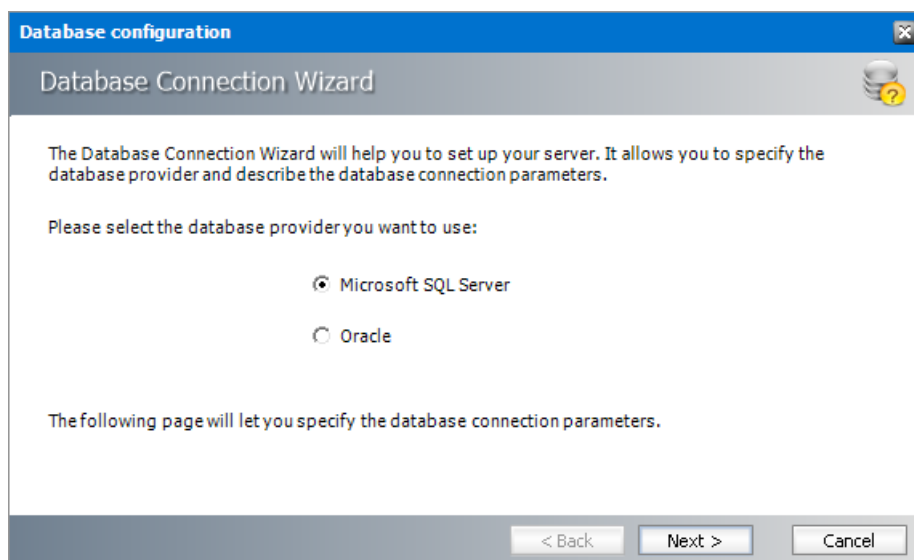 Database configuration
Database Connection Wizard
The Database Connection Wizard will help you to set up your server. It allows you to specify the
database provider and describe the database connection parameters.
Please select the database provider you want to use:
Microsoft SQL Server
Oracle
The following page will let you specify the database connection parameters.
< Back Next > Cancel